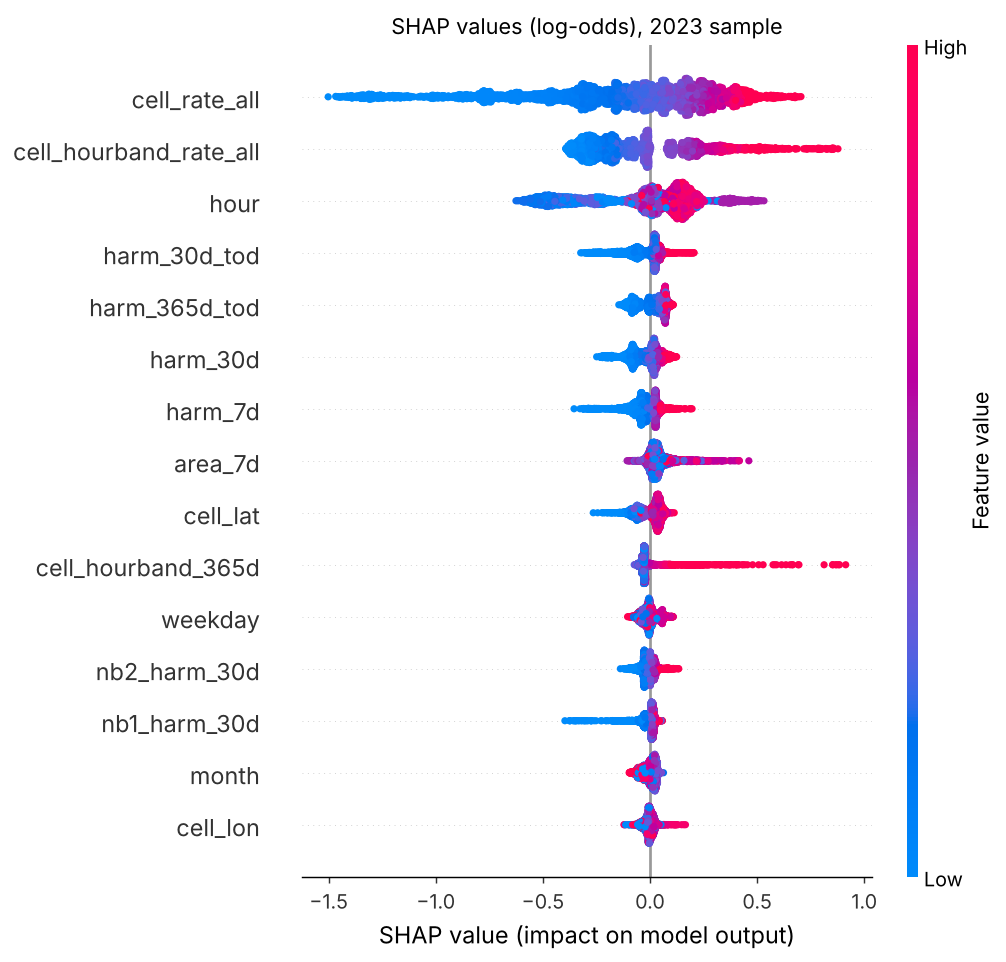 SHAP values (log-odds), 2023 sample
High
cell_rate_all
cell_hourband_rate_all
hour
harm_30d_tod
harm_365d_tod
harm_30d
harm_7d
area_7d
cell_lat
cell_hourband_365d
weekday
nb2_harm_30d
nb1_harm_30d
month
cell_lon
Feature value
Low
−1.5 −1.0 −0.5 0.0 0.5 1.0
SHAP value (impact on model output)